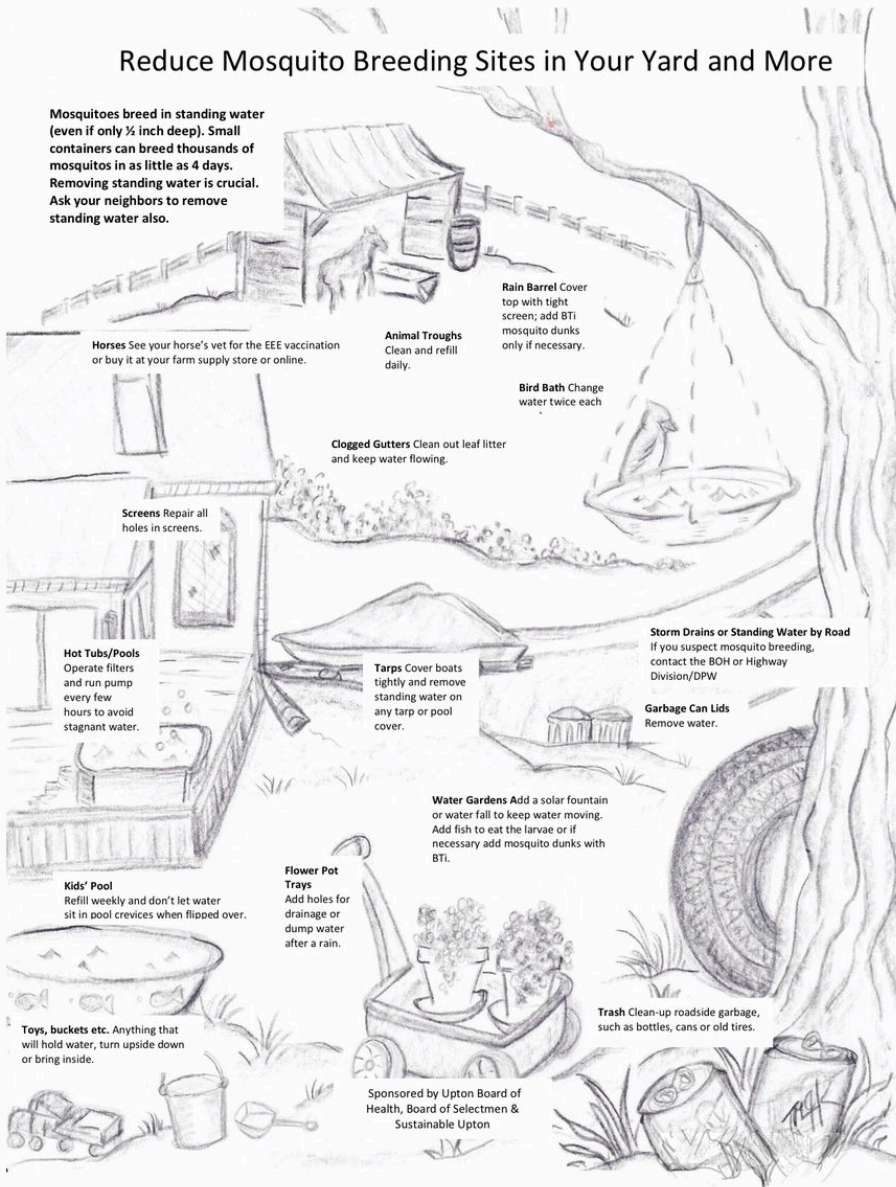 Reduce Mosquito Breeding Sites in Your Yard and More
Mosquitoes breed in standing water
(even if only ½ inch deep). Small
containers can breed thousands of
mosquitos in as little as 4 days.
Removing standing water is crucial.
Ask your neighbors to remove
standing water also.
Rain Barrel Cover
top with tight
screen; add BTi
mosquito dunks
only if necessary.
Horses See your horse's vet for the EEE vaccination
or buy it at your farm supply store or online.
Animal Troughs
Clean and refill
daily.
Bird Bath Change
water twice each
Clogged Gutters Clean out leaf litter
and keep water flowing.
Screens Repair all
holes in screens.
Hot Tubs/Pools
Operate filters
and run pump
every few
hours to avoid
stagnant water.
Tarps Cover boats
tightly and remove
standing water on
any tarp or pool
cover.
Storm Drains or Standing Water by Road
If you suspect mosquito breeding,
contact the BOH or Highway
Division/DPW
Garbage Can Lids
Remove water.
Water Gardens Add a solar fountain
or water fall to keep water moving.
Add fish to eat the larvae or if
necessary add mosquito dunks with
BTi.
Flower Pot
Trays
Add holes for
drainage or
dump water
after a rain.
Kids' Pool
Refill weekly and don't let water
sit in pool crevices when flipped over.
Trash Clean-up roadside garbage,
such as bottles, cans or old tires.
Toys, buckets etc. Anything that
will hold water, turn upside down
or bring inside.
Sponsored by Upton Board of
Health, Board of Selectmen &
Sustainable Upton